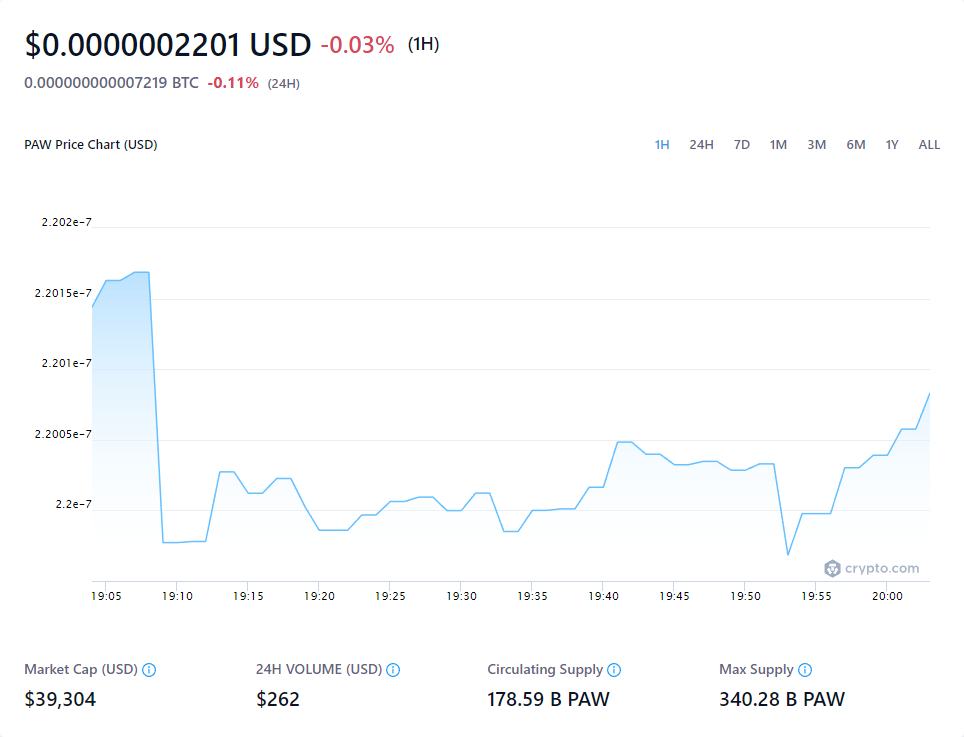 $0.0000002201 USD -0.03% (1H)
0.000000000007219 BTC -0.11% (24H)
PAW Price Chart (USD) 1H 24H 7D 1M 3M 6M 1Y ALL
2.202e-7
2.2015e-7
2.201e-7
2.2005e-7
2.2e-7
crypto.com
19:05 19:10 19:15 19:20 19:25 19:30 19:35 19:40 19:45 19:50 19:55 20:00
Market Cap (USD) 24H VOLUME (USD) Circulating Supply Max Supply
$39,304 $262 178.59 B PAW 340.28 B PAW